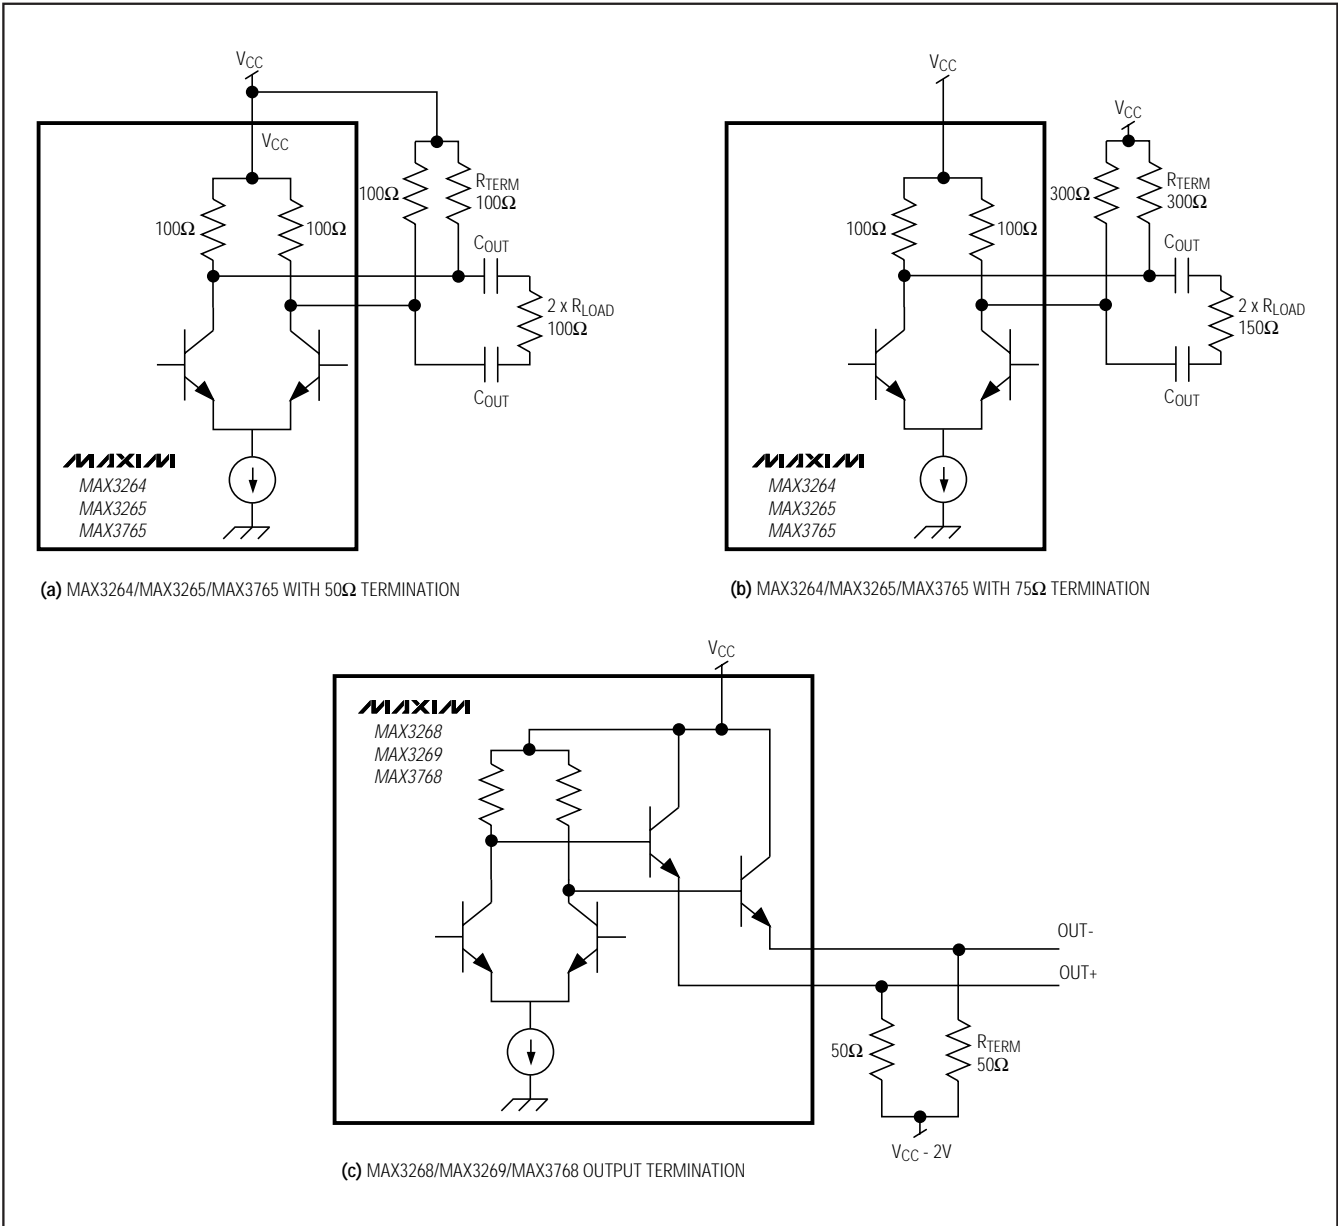 VCC
VCC
100Ω
RTERM
100Ω
100Ω
100Ω
COUT
2 x RLOAD
100Ω
COUT
MAXIM
MAX3264
MAX3265
MAX3765
(a) MAX3264/MAX3265/MAX3765 WITH 50Ω TERMINATION
VCC
VCC
300Ω
RTERM
300Ω
100Ω
100Ω
COUT
2 x RLOAD
150Ω
COUT
MAXIM
MAX3264
MAX3265
MAX3765
(b) MAX3264/MAX3265/MAX3765 WITH 75Ω TERMINATION
VCC
MAXIM
MAX3268
MAX3269
MAX3768
OUT-
OUT+
50Ω
RTERM
50Ω
VCC - 2V
(c) MAX3268/MAX3269/MAX3768 OUTPUT TERMINATION